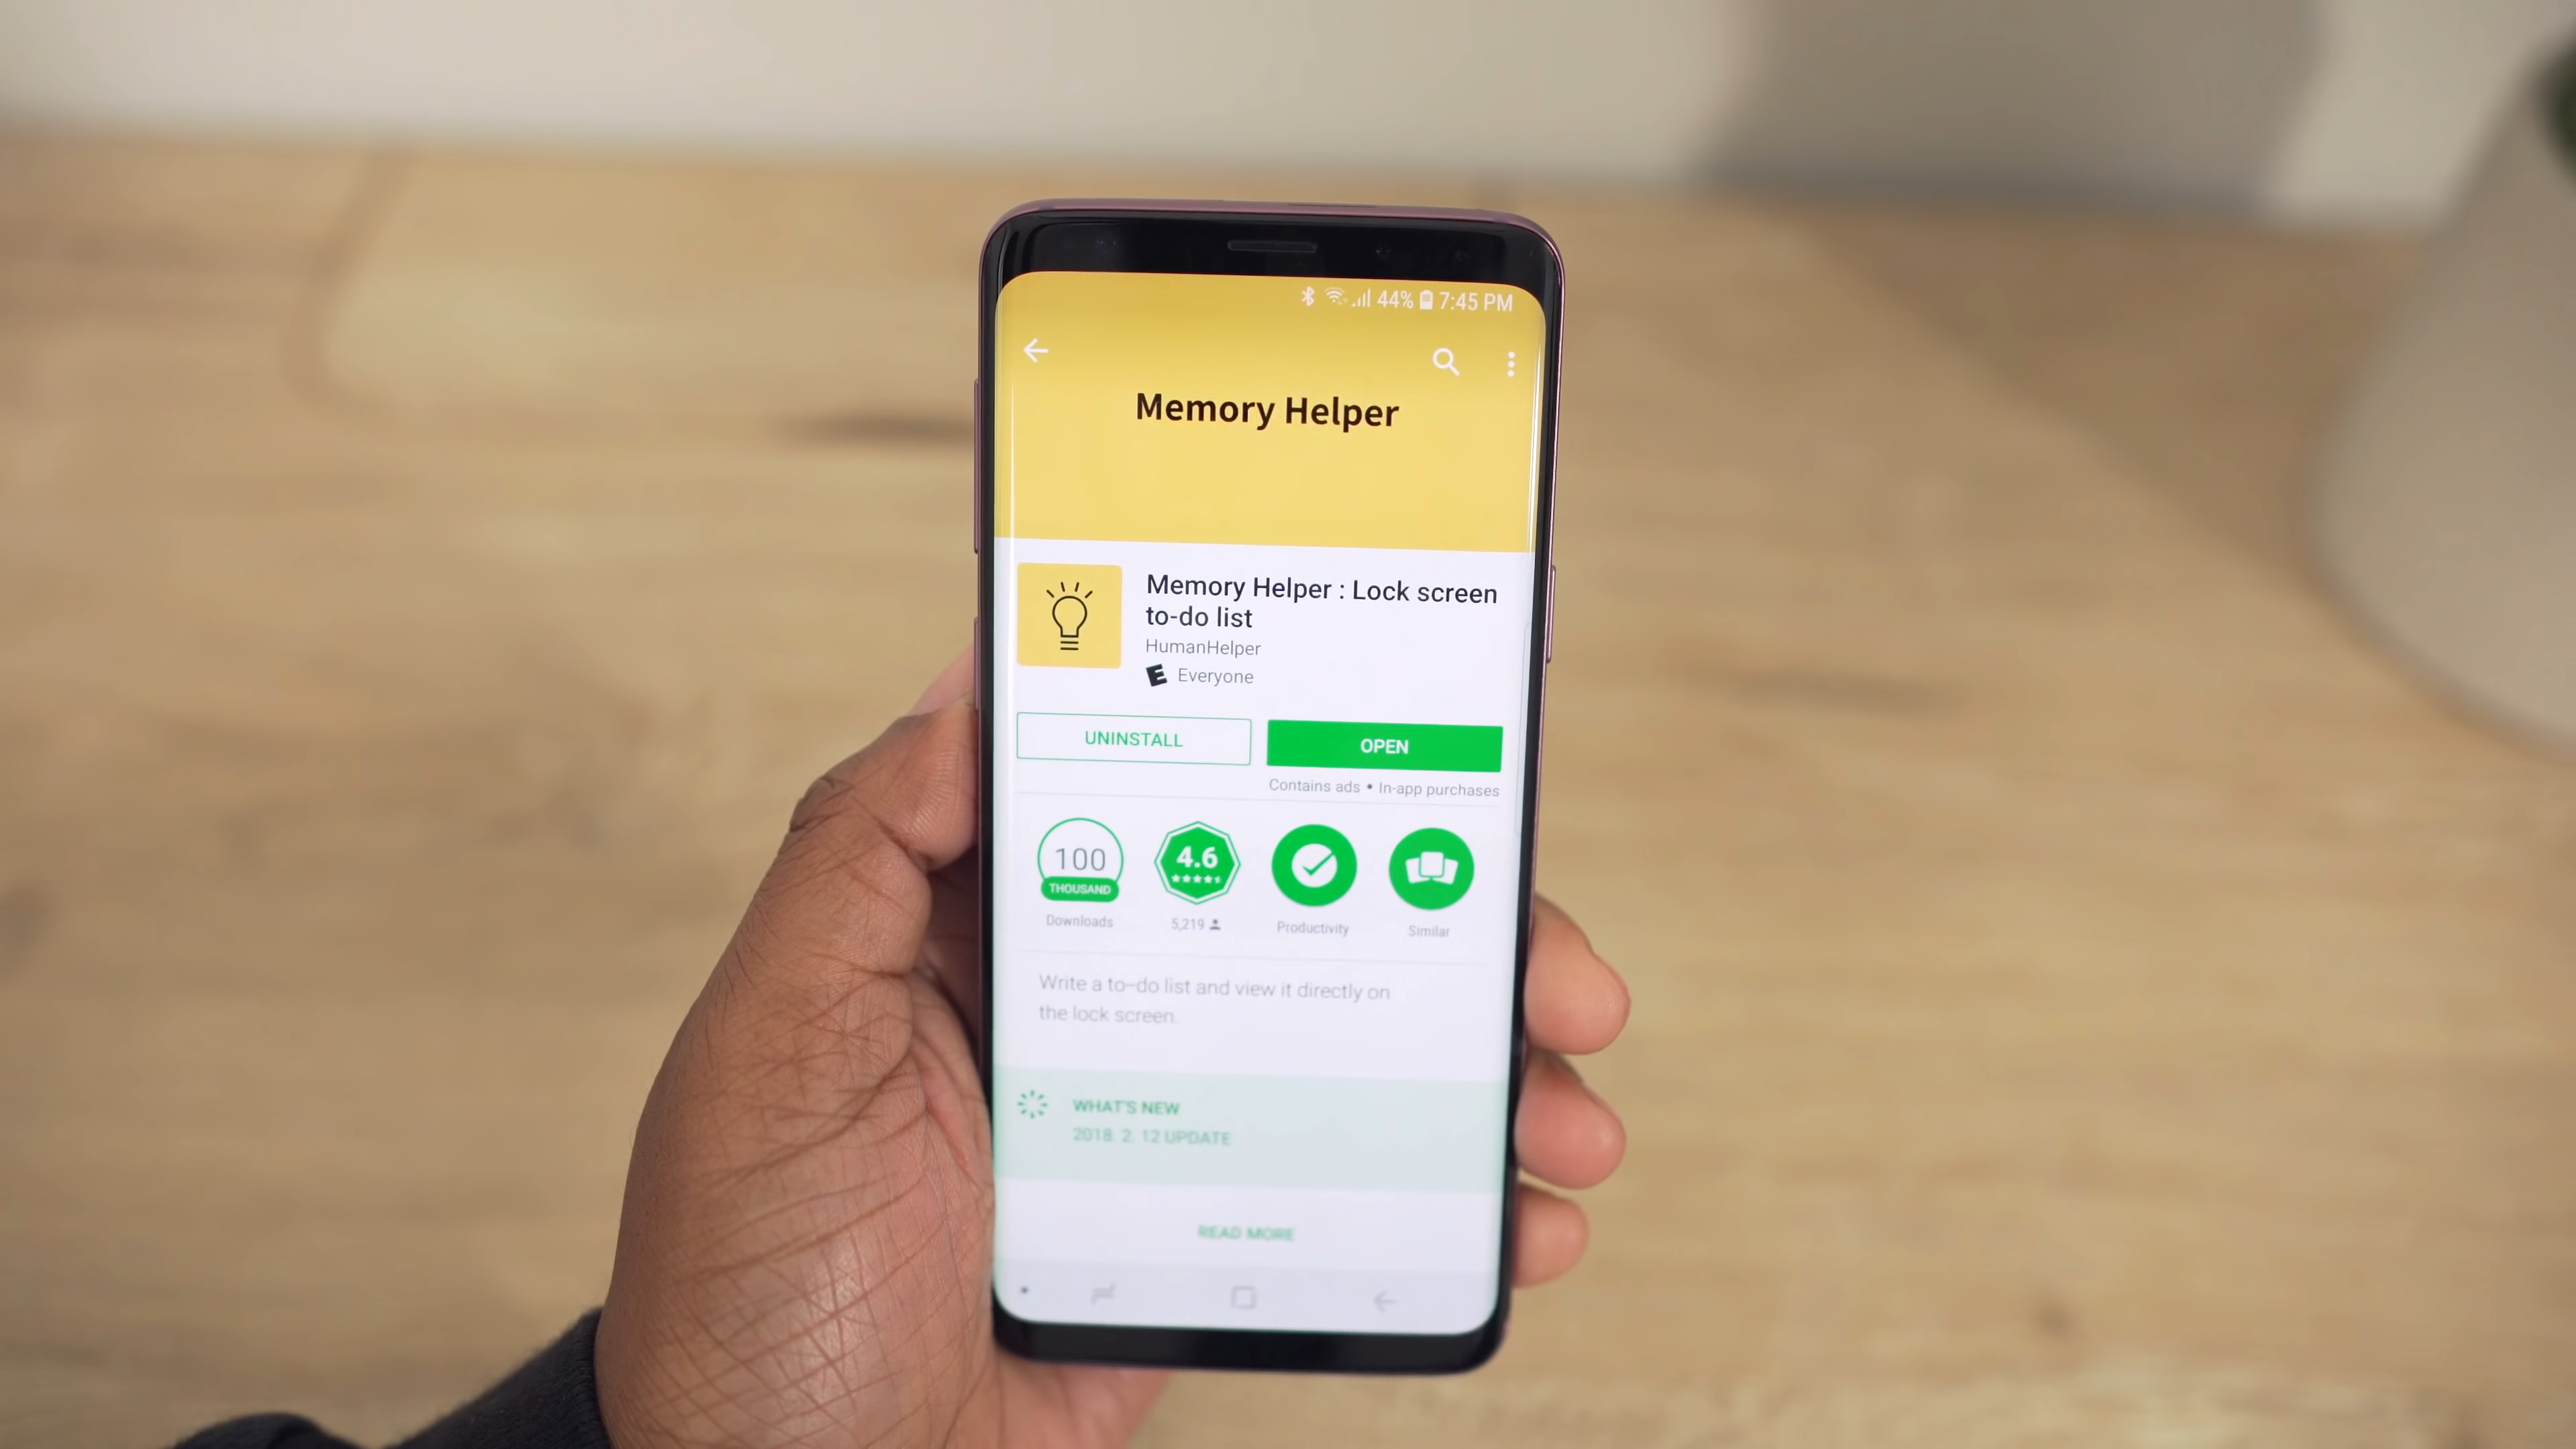 44% 7:45 PM
Memory Helper
Memory Helper : Lock screen
to-do list
HumanHelper
E Everyone
UNINSTALL
OPEN
Contains ads • In-app purchases
100
THOUSAND
Downloads
4.6
5,219
Productivity
Similar
Write a to-do list and view it directly on
the lock screen.
WHAT'S NEW
2018. 2. 12 UPDATE
READ MORE